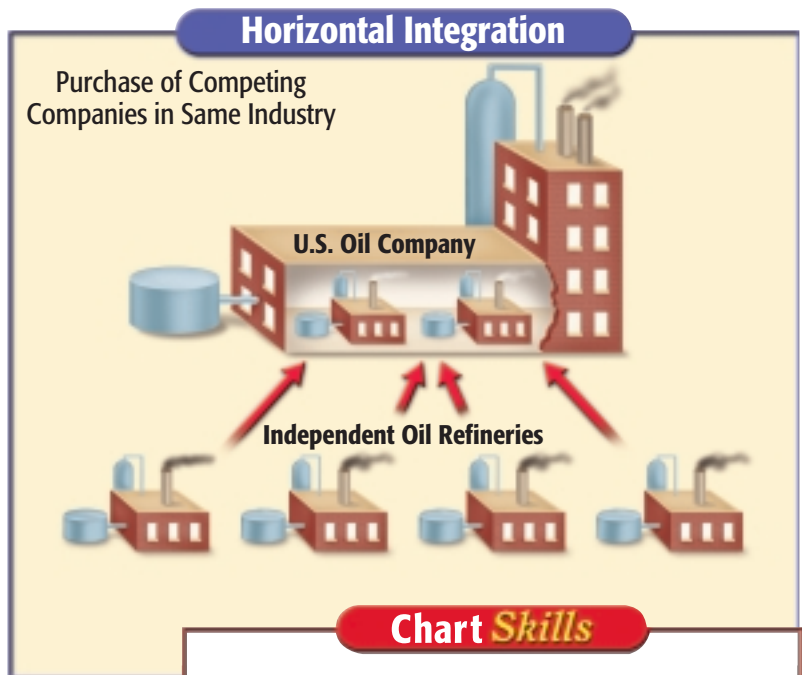 Horizontal Integration
Purchase of Competing
Companies in Same Industry
U.S. Oil Company
Independent Oil Refineries
Chart Skills